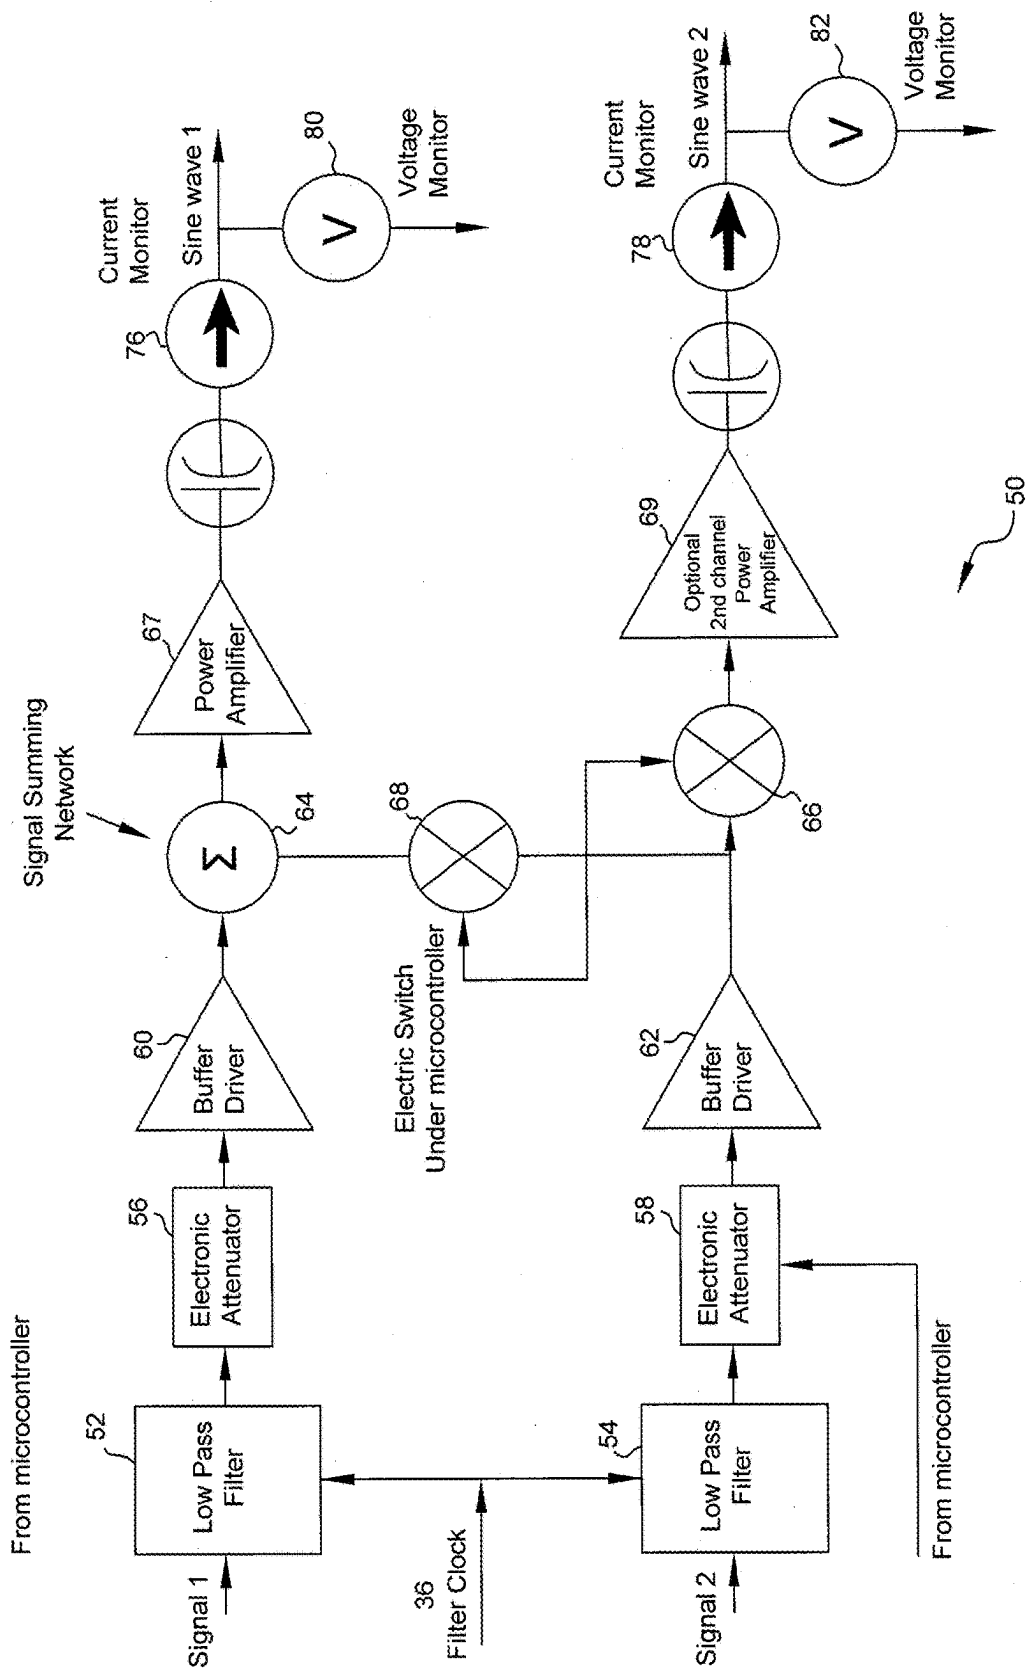 From microcontroller
Signal 1
52
Low Pass
Filter
56
Electronic
Attenuator
60
Buffer
Driver
Signal Summing
Network
Σ
64
67
Power
Amplifier
76
Current
Monitor
Sine wave 1
80
V
Voltage
Monitor
36
Filter Clock
Electric Switch
Under microcontroller
68
Signal 2
54
Low Pass
Filter
58
Electronic
Attenuator
62
Buffer
Driver
66
69
Optional
2nd channel
Power
Amplifier
78
Current
Monitor
Sine wave 2
82
V
Voltage
Monitor
From microcontroller
50